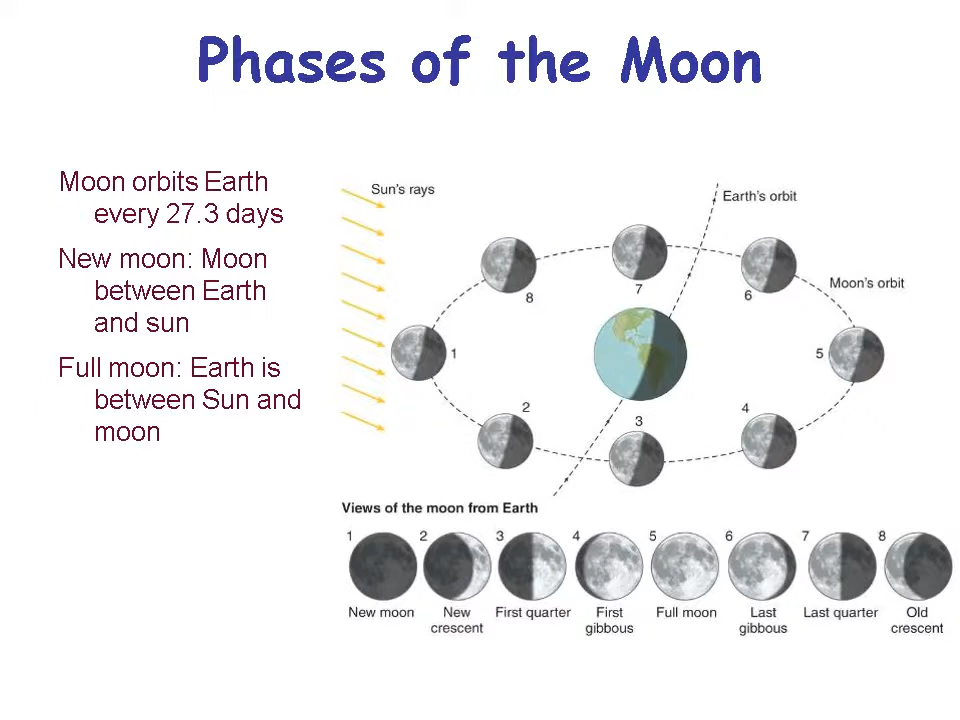 Phases of the Moon
Moon orbits Earth
every 27.3 days
New moon: Moon
between Earth
and sun
Full moon: Earth is
between Sun and
moon
Sun's rays
Earth's orbit
Moon's orbit
8
7
6
1
5
2
3
4
Views of the moon from Earth
1 2 3 4 5 6 7 8
New moon
New
crescent
First quarter
First
gibbous
Full moon
Last
gibbous
Last quarter
Old
crescent